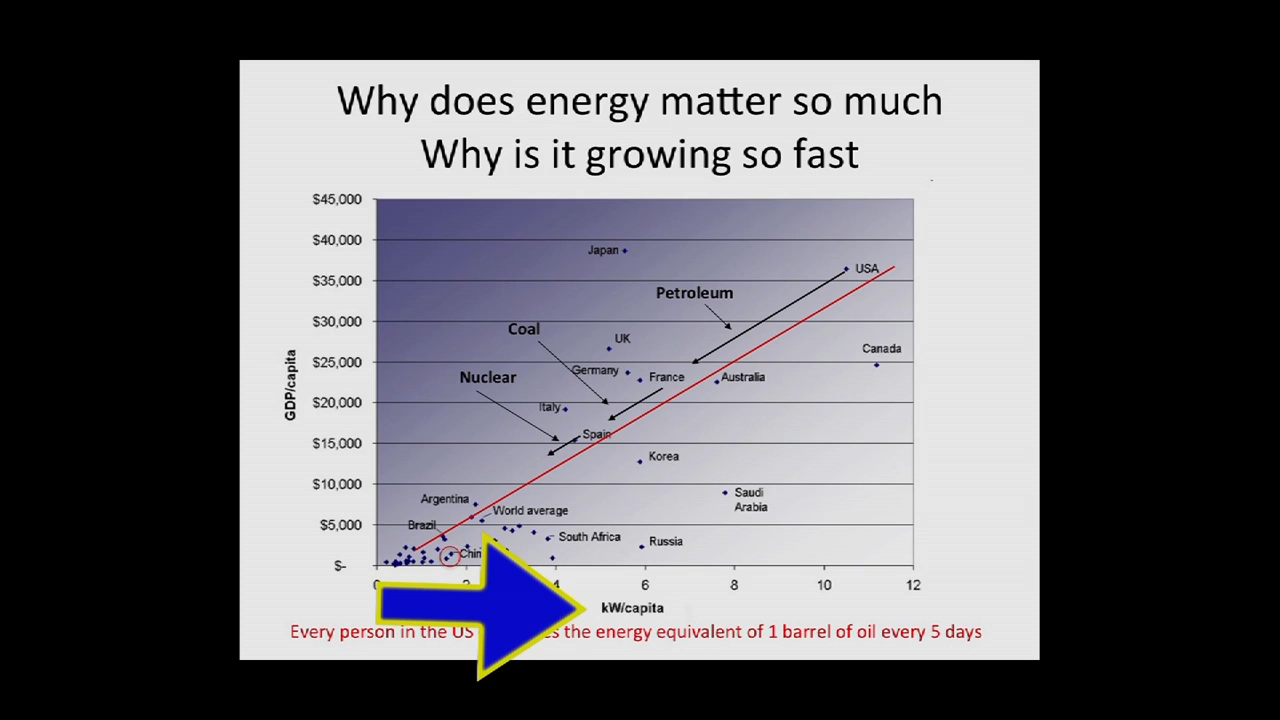 Why does energy matter so much
Why is it growing so fast
$45,000
$40,000
$35,000
$30,000
$25,000
$20,000
$15,000
$10,000
$5,000
$-
GDP/capita
Japan
USA
Petroleum
Coal
UK
Canada
Nuclear
Germany
France
Australia
Italy
Spain
Korea
Argentina
Saudi
Arabia
World average
Brazil
South Africa
Russia
6
8
10
12
kW/capita
Every person in the US the energy equivalent of 1 barrel of oil every 5 days